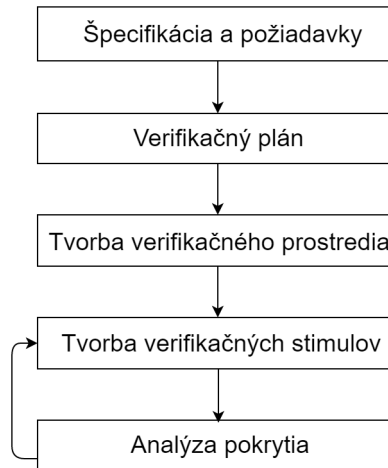 Špecifikácia a požiadavky
Verifikačný plán
Tvorba verifikačného prostredia
Tvorba verifikačných stimulov
Analýza pokrytia